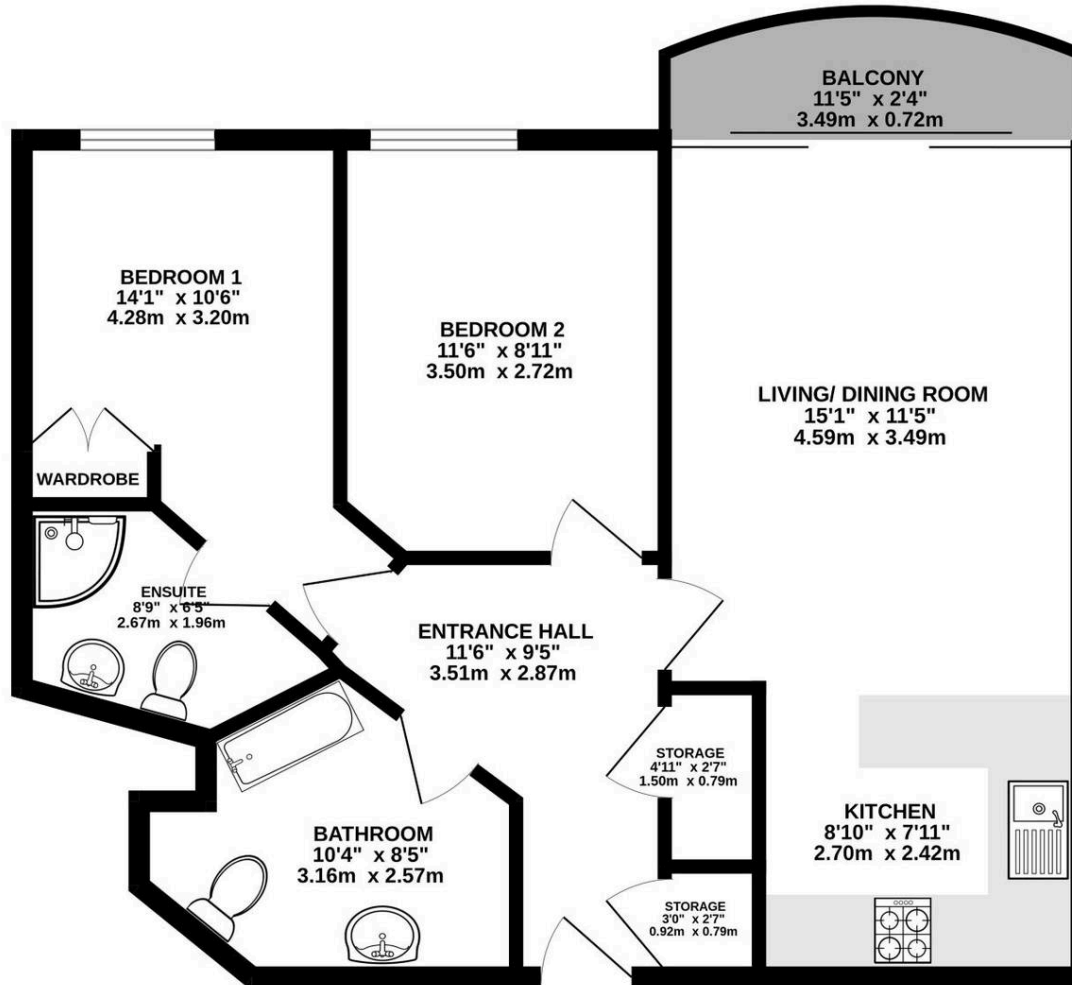 BALCONY
11'5" x 2'4"
3.49m x 0.72m
BEDROOM 1
14'1" x 10'6"
4.28m x 3.20m
BEDROOM 2
11'6" x 8'11"
3.50m x 2.72m
LIVING/ DINING ROOM
15'1" x 11'5"
4.59m x 3.49m
WARDROBE
ENSUITE
8'9" x 6'5"
2.67m x 1.96m
ENTRANCE HALL
11'6" x 9'5"
3.51m x 2.87m
STORAGE
4'11" x 2'7"
1.50m x 0.79m
KITCHEN
8'10" x 7'11"
2.70m x 2.42m
BATHROOM
10'4" x 8'5"
3.16m x 2.57m
STORAGE
3'0" x 2'7"
0.92m x 0.79m